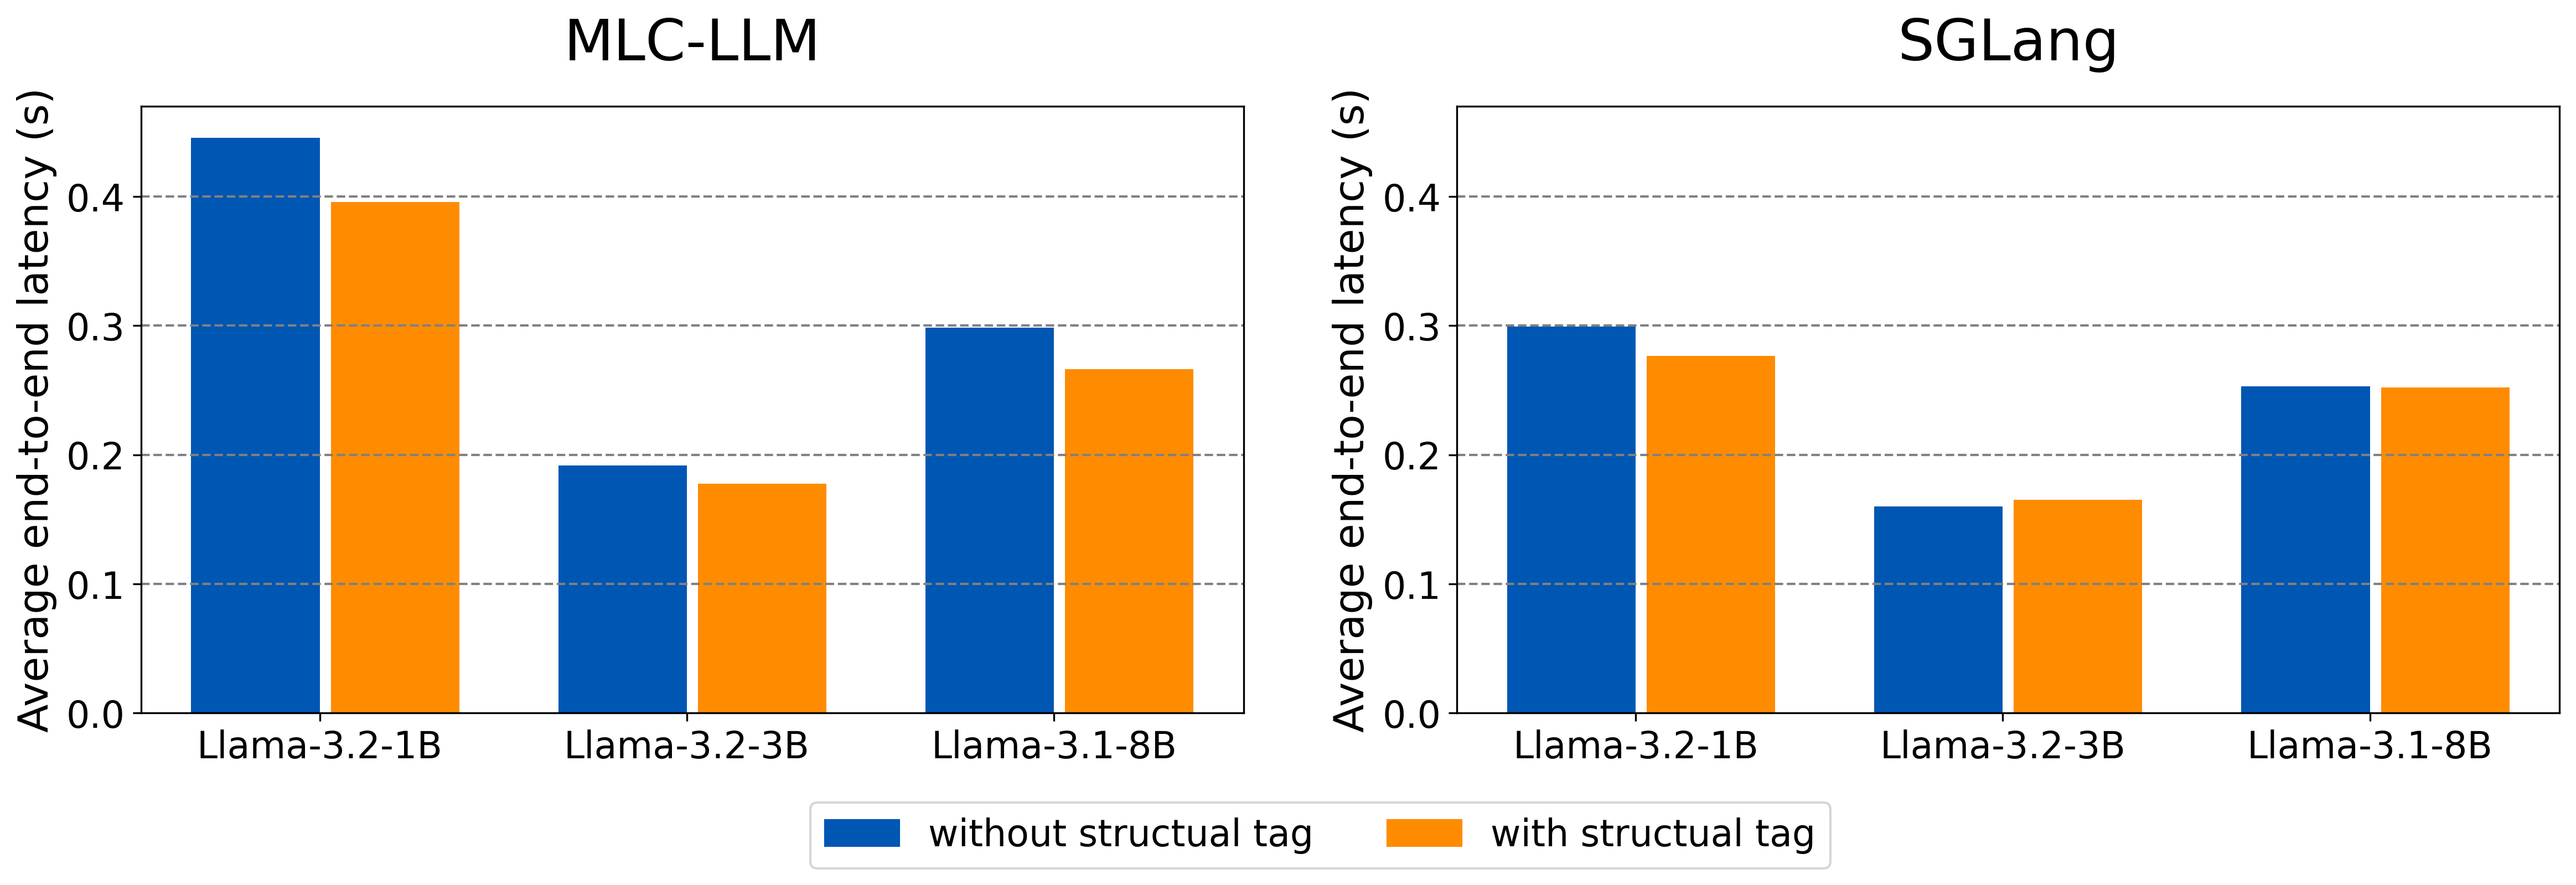 MLC-LLM
Average end-to-end latency (s)
0.4
0.3
0.2
0.1
0.0
Llama-3.2-1B
Llama-3.2-3B
Llama-3.1-8B
SGLang
Average end-to-end latency (s)
0.4
0.3
0.2
0.1
0.0
Llama-3.2-1B
Llama-3.2-3B
Llama-3.1-8B
without structual tag
with structual tag